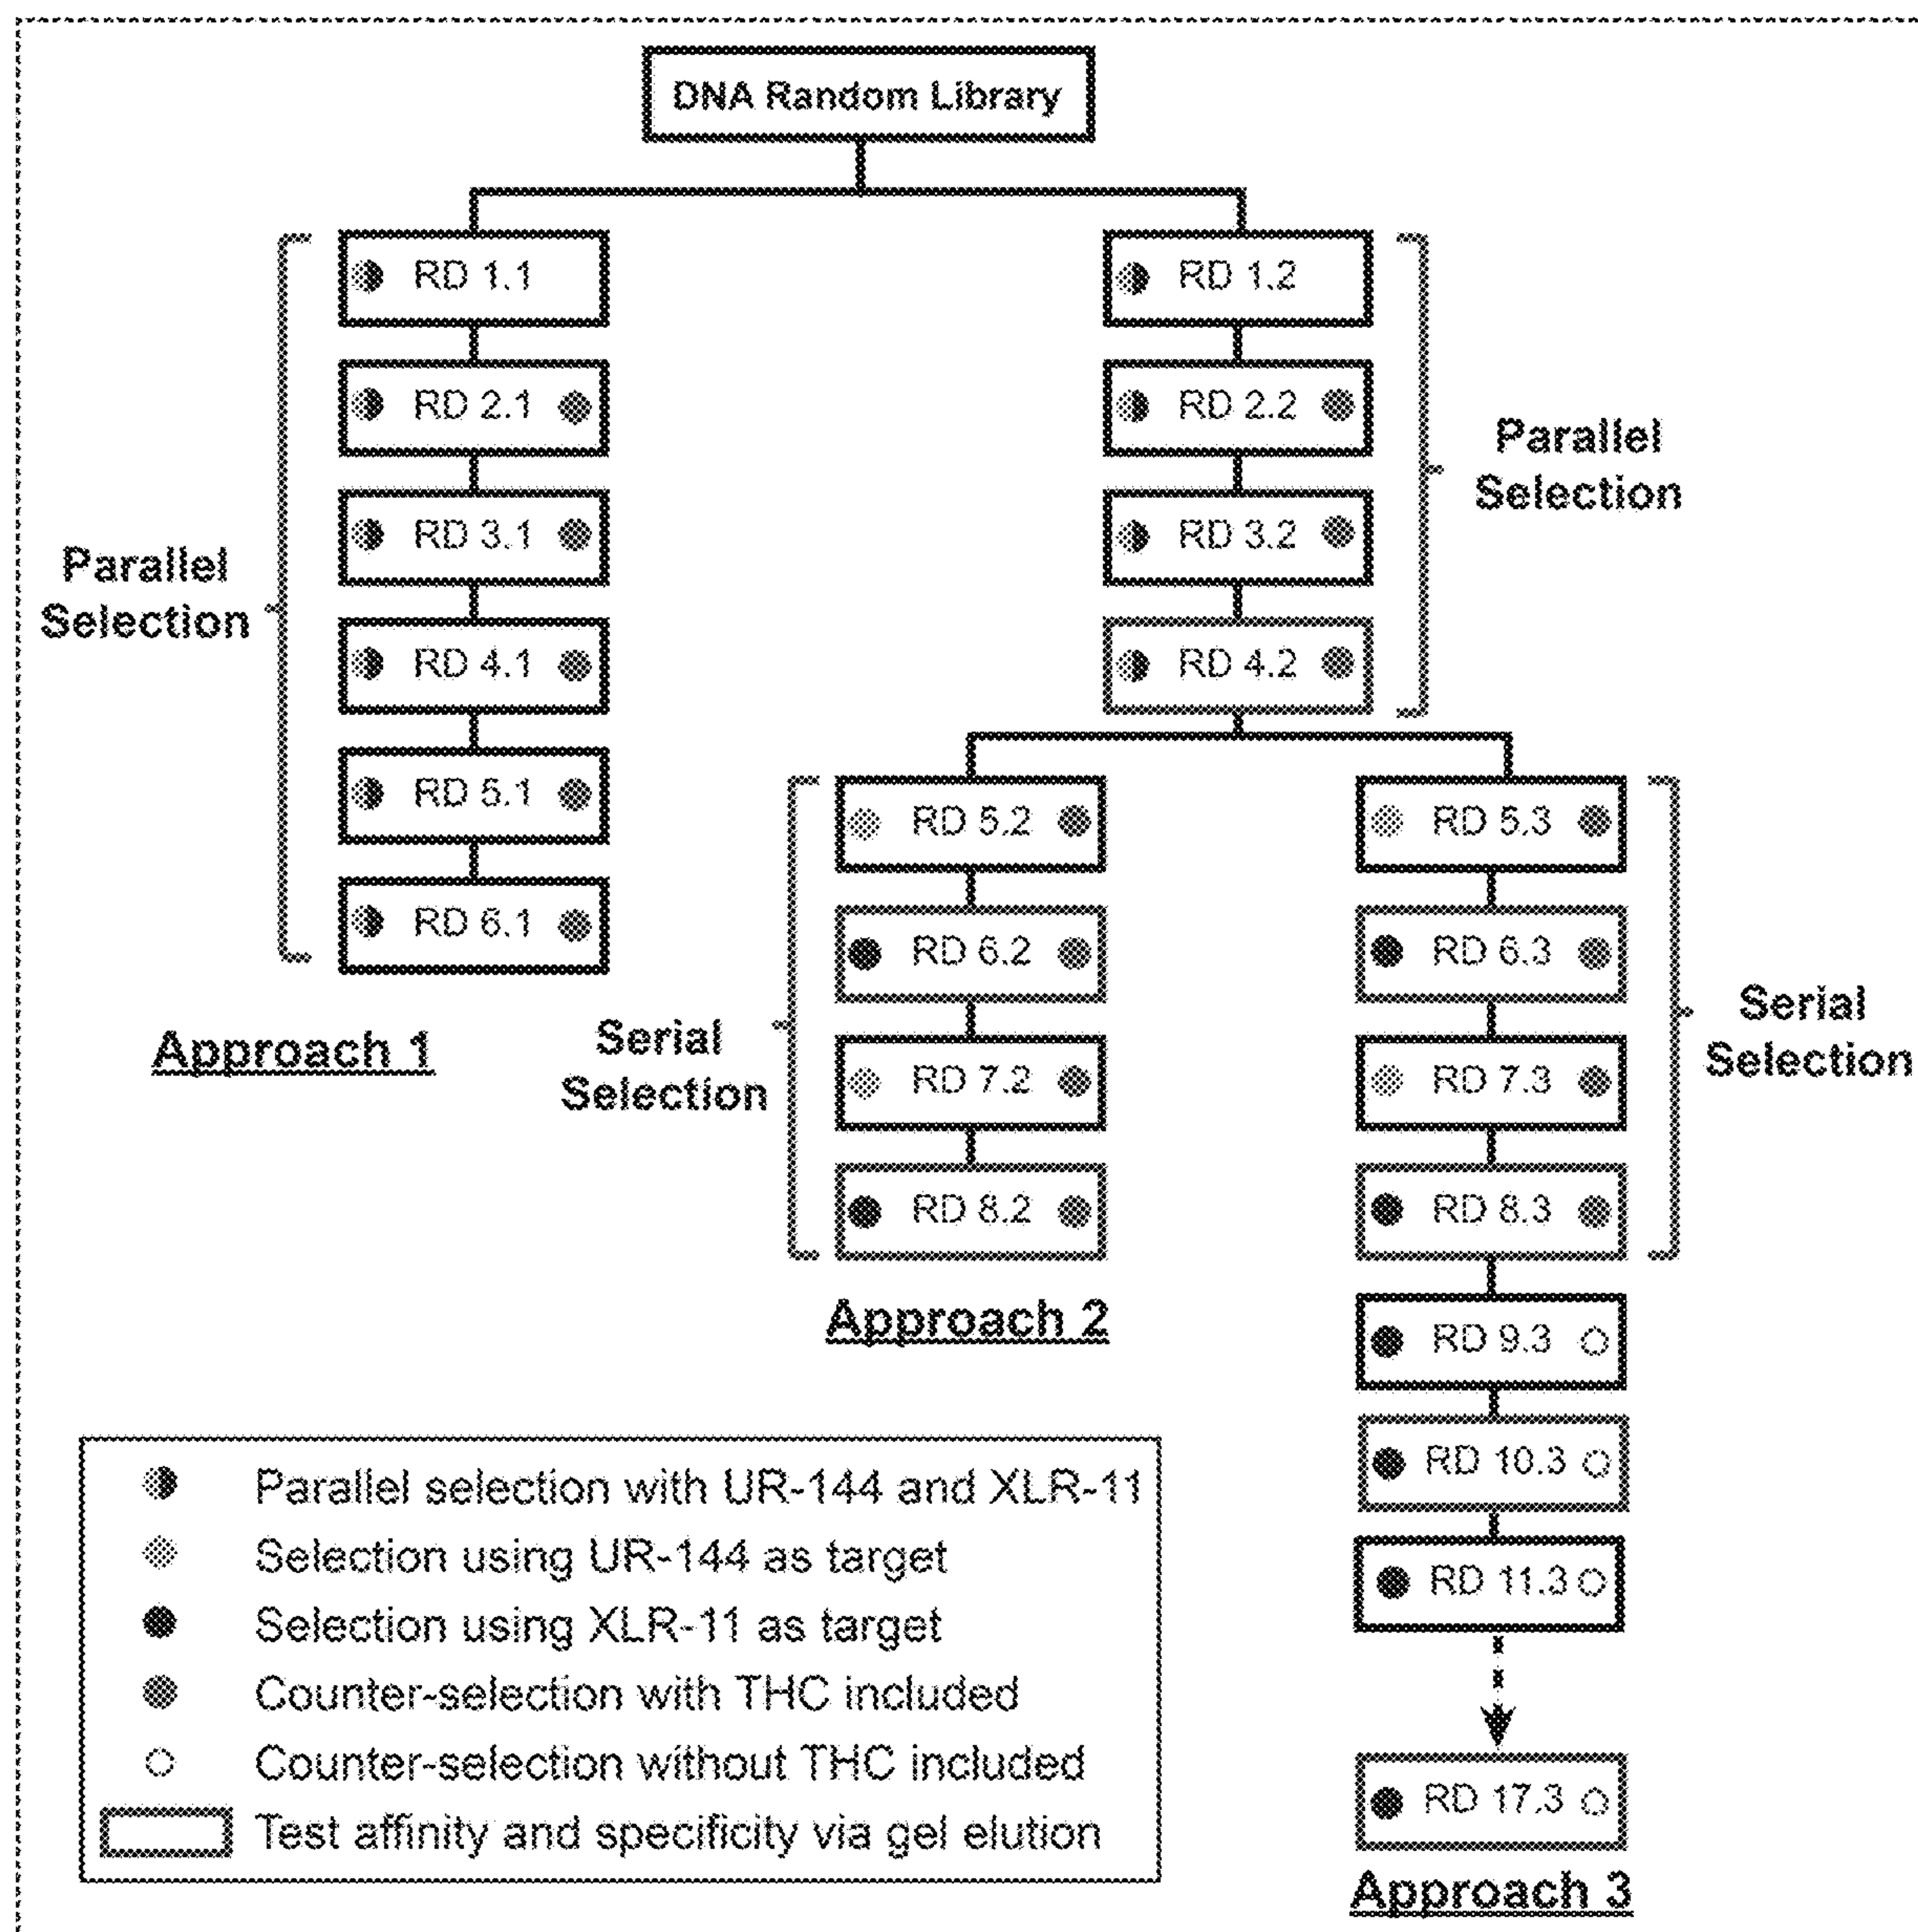 DNA Random Library
RD 1.1
RD 2.1
RD 3.1
RD 4.1
RD 5.1
RD 6.1
Parallel
Selection
Approach 1
RD 1.2
RD 2.2
RD 3.2
RD 4.2
Parallel
Selection
RD 5.2
RD 6.2
RD 7.2
RD 8.2
Serial
Selection
Approach 2
RD 5.3
RD 6.3
RD 7.3
RD 8.3
Serial
Selection
RD 9.3
RD 10.3
RD 11.3
RD 17.3
Approach 3
Parallel selection with UR-144 and XLR-11
Selection using UR-144 as target
Selection using XLR-11 as target
Counter-selection with THC included
Counter-selection without THC included
Test affinity and specificity via gel elution